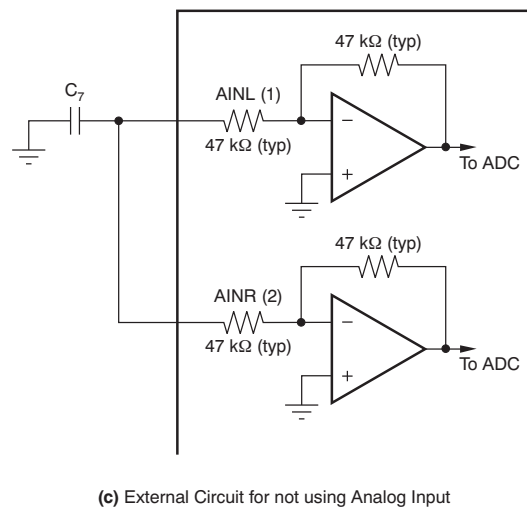 47 kΩ (typ)
C7
AINL (1)
47 kΩ (typ)
−
+
To ADC
47 kΩ (typ)
AINR (2)
47 kΩ (typ)
−
+
To ADC
(c) External Circuit for not using Analog Input